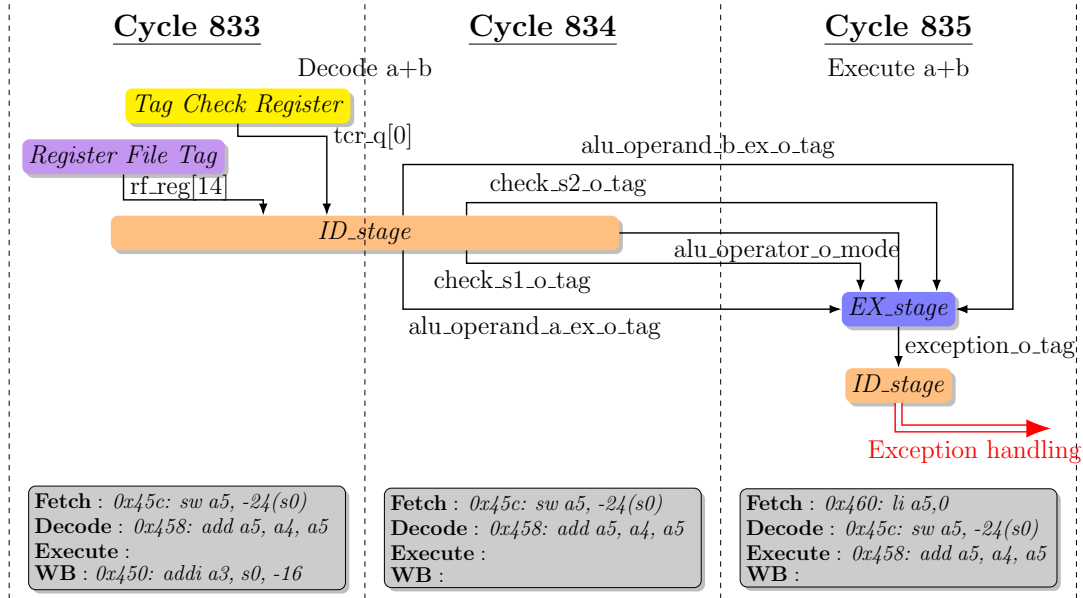 Cycle 833
Cycle 834
Cycle 835
Decode a+b
Execute a+b
Tag Check Register
tcr_q[0]
Register File Tag
rf_reg[14]
alu_operand_b_ex_o_tag
check_s2_o_tag
ID_stage
alu_operator_o_mode
check_s1_o_tag
EX_stage
alu_operand_a_ex_o_tag
exception_o_tag
ID_stage
Exception handling
Fetch : 0x45c: sw a5, -24(s0)
Decode : 0x458: add a5, a4, a5
Execute :
WB : 0x450: addi a3, s0, -16
Fetch : 0x45c: sw a5, -24(s0)
Decode : 0x458: add a5, a4, a5
Execute :
WB :
Fetch : 0x460: li a5,0
Decode : 0x45c: sw a5, -24(s0)
Execute : 0x458: add a5, a4, a5
WB :